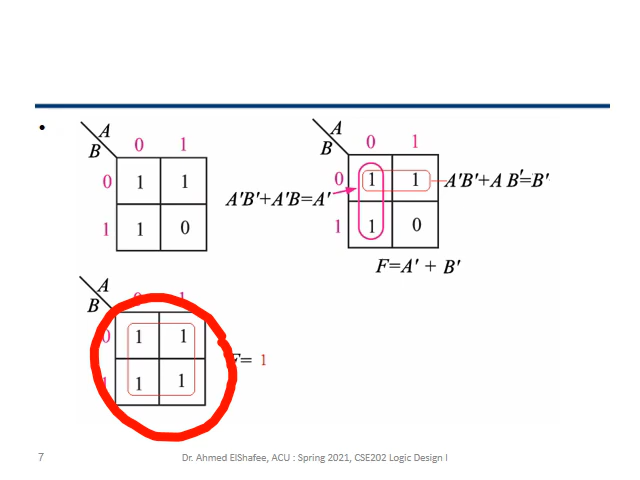 •
A
B 0 1
0 1 1
1 1 0
A'B'+A'B=A'
A
B 0 1
0 1 1 A'B'+A B'=B'
1 1 0
F=A' + B'
A
B
0 1 1
1 1
F= 1
7 Dr. Ahmed ElShafee, ACU : Spring 2021, CSE202 Logic Design I